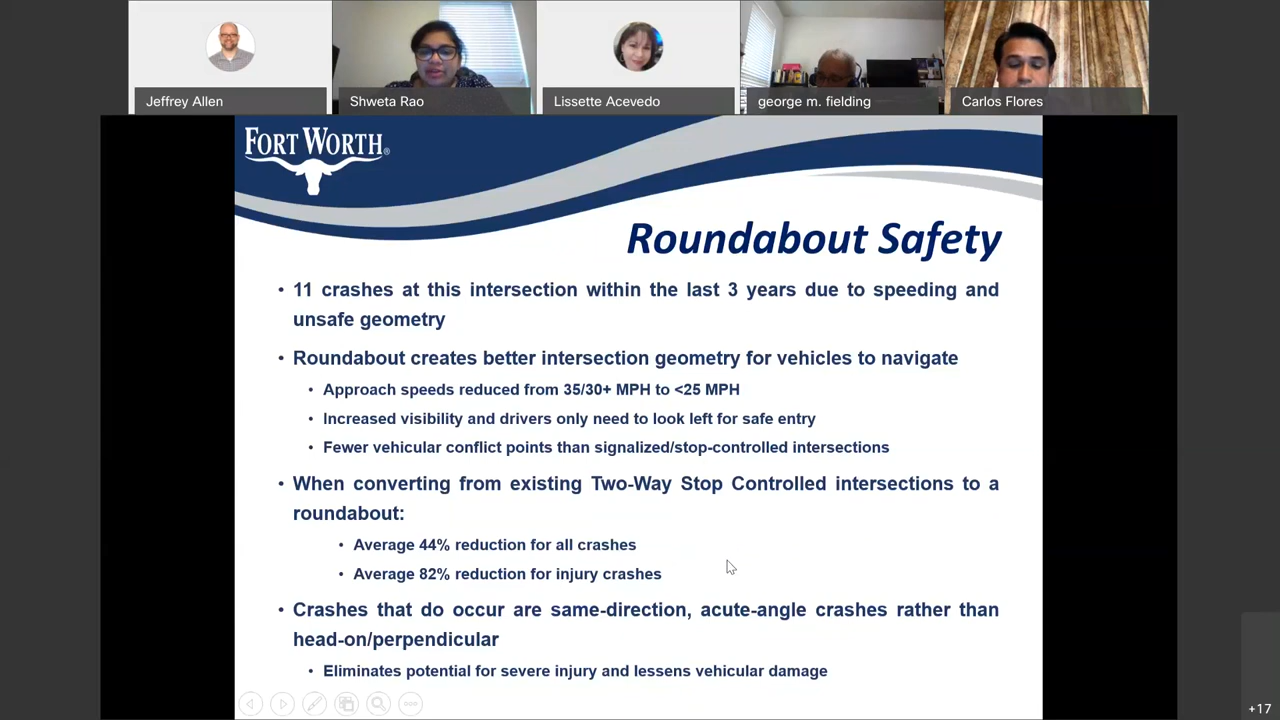 Jeffrey Allen
Shweta Rao
Lissette Acevedo
george m. fielding
Carlos Flores
FORT WORTH®
Roundabout Safety
• 11 crashes at this intersection within the last 3 years due to speeding and
unsafe geometry
• Roundabout creates better intersection geometry for vehicles to navigate
• Approach speeds reduced from 35/30+ MPH to <25 MPH
• Increased visibility and drivers only need to look left for safe entry
• Fewer vehicular conflict points than signalized/stop-controlled intersections
• When converting from existing Two-Way Stop Controlled intersections to a
roundabout:
• Average 44% reduction for all crashes
• Average 82% reduction for injury crashes
• Crashes that do occur are same-direction, acute-angle crashes rather than
head-on/perpendicular
• Eliminates potential for severe injury and lessens vehicular damage
+17